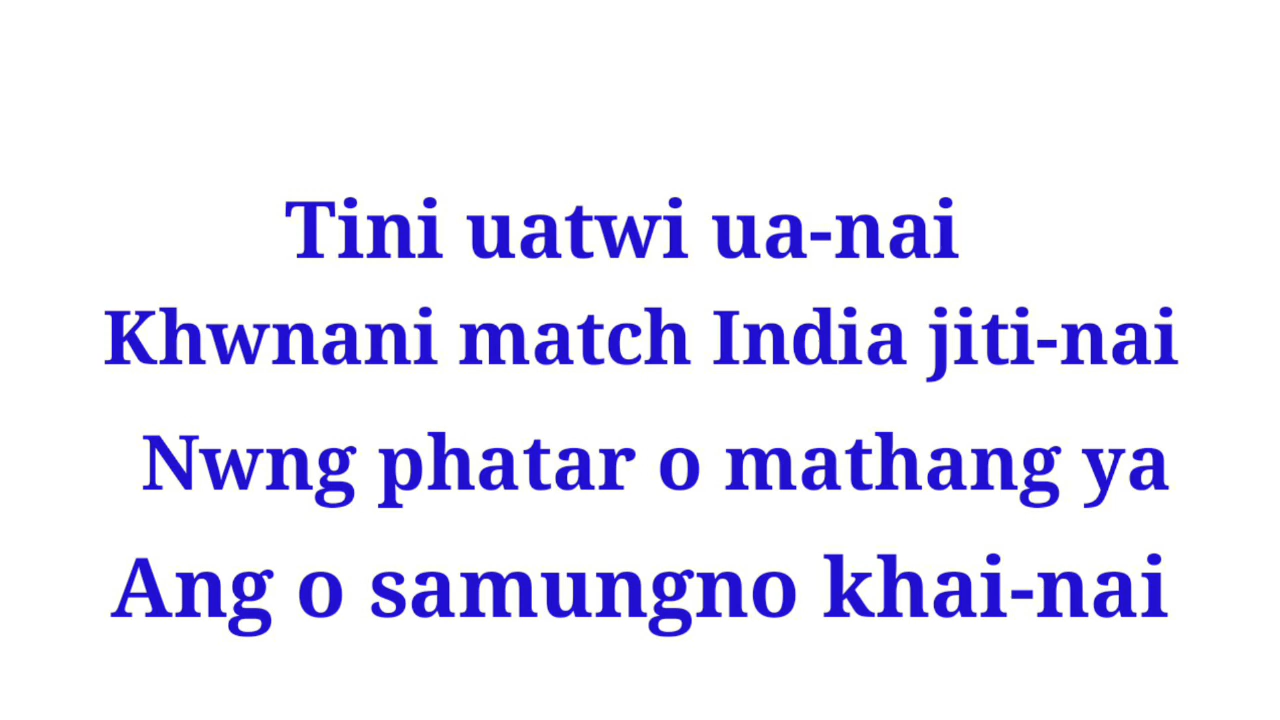 Tini uatwi ua-nai
Khwnani match India jiti-nai
Nwng phatar o mathang ya
Ang o samungno khai-nai